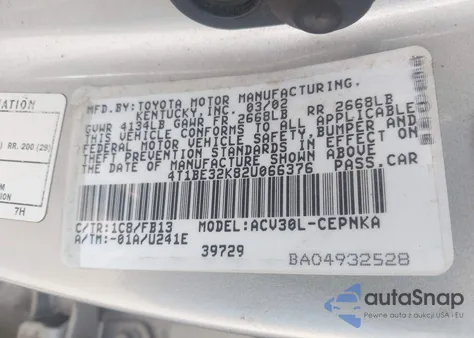 ATION
RR. 200 (29)
M
ON
?H
MFD.BY:TOYOTA MOTOR MANUFACTURING,
KENTUCKY,INC. 03/02
GVWR 4134LB GAWR FR 2668LB RR 2668LB
THIS VEHICLE CONFORMS TO ALL APPLICABLE
FEDERAL MOTOR VEHICLE SAFETY,BUMPER,AND
THEFT PREVENTION STANDARDS IN EFFECT ON
THE DATE OF MANUFACTURE SHOWN ABOVE.
4T1BE32K82U066376 PASS.CAR
C/TR:1C8/FB13 MODEL:ACV30L-CEPNKA
A/TM:-01A/U241E
39729 BA04932528
autoSnap
Pewne auta z aukcji USA i EU